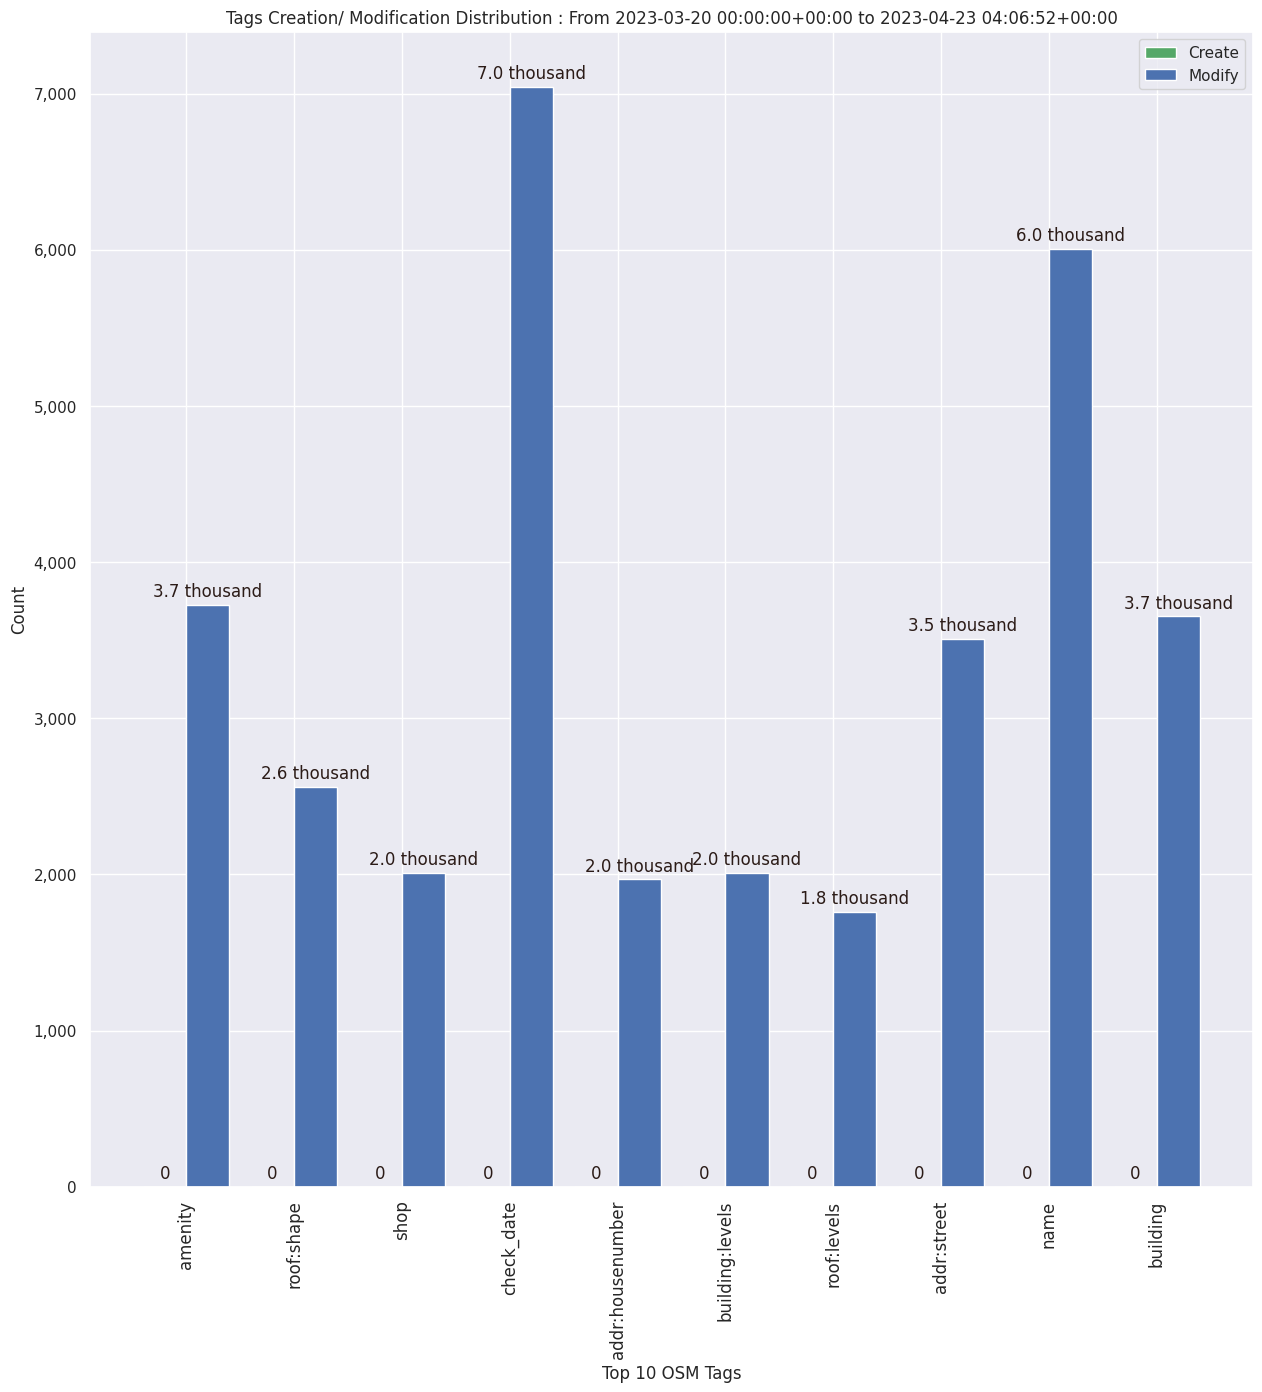 Tags Creation/ Modification Distribution : From 2023-03-20 00:00:00+00:00 to 2023-04-23 04:06:52+00:00
Create
Modify
Count
7,000
6,000
5,000
4,000
3,000
2,000
1,000
0
3.7 thousand
2.6 thousand
2.0 thousand
7.0 thousand
2.0 thousand
2.0 thousand
1.8 thousand
3.5 thousand
6.0 thousand
3.7 thousand
0
0
0
0
0
0
0
0
0
0
amenity
roof:shape
shop
check_date
addr:housenumber
building:levels
roof:levels
addr:street
name
building
Top 10 OSM Tags